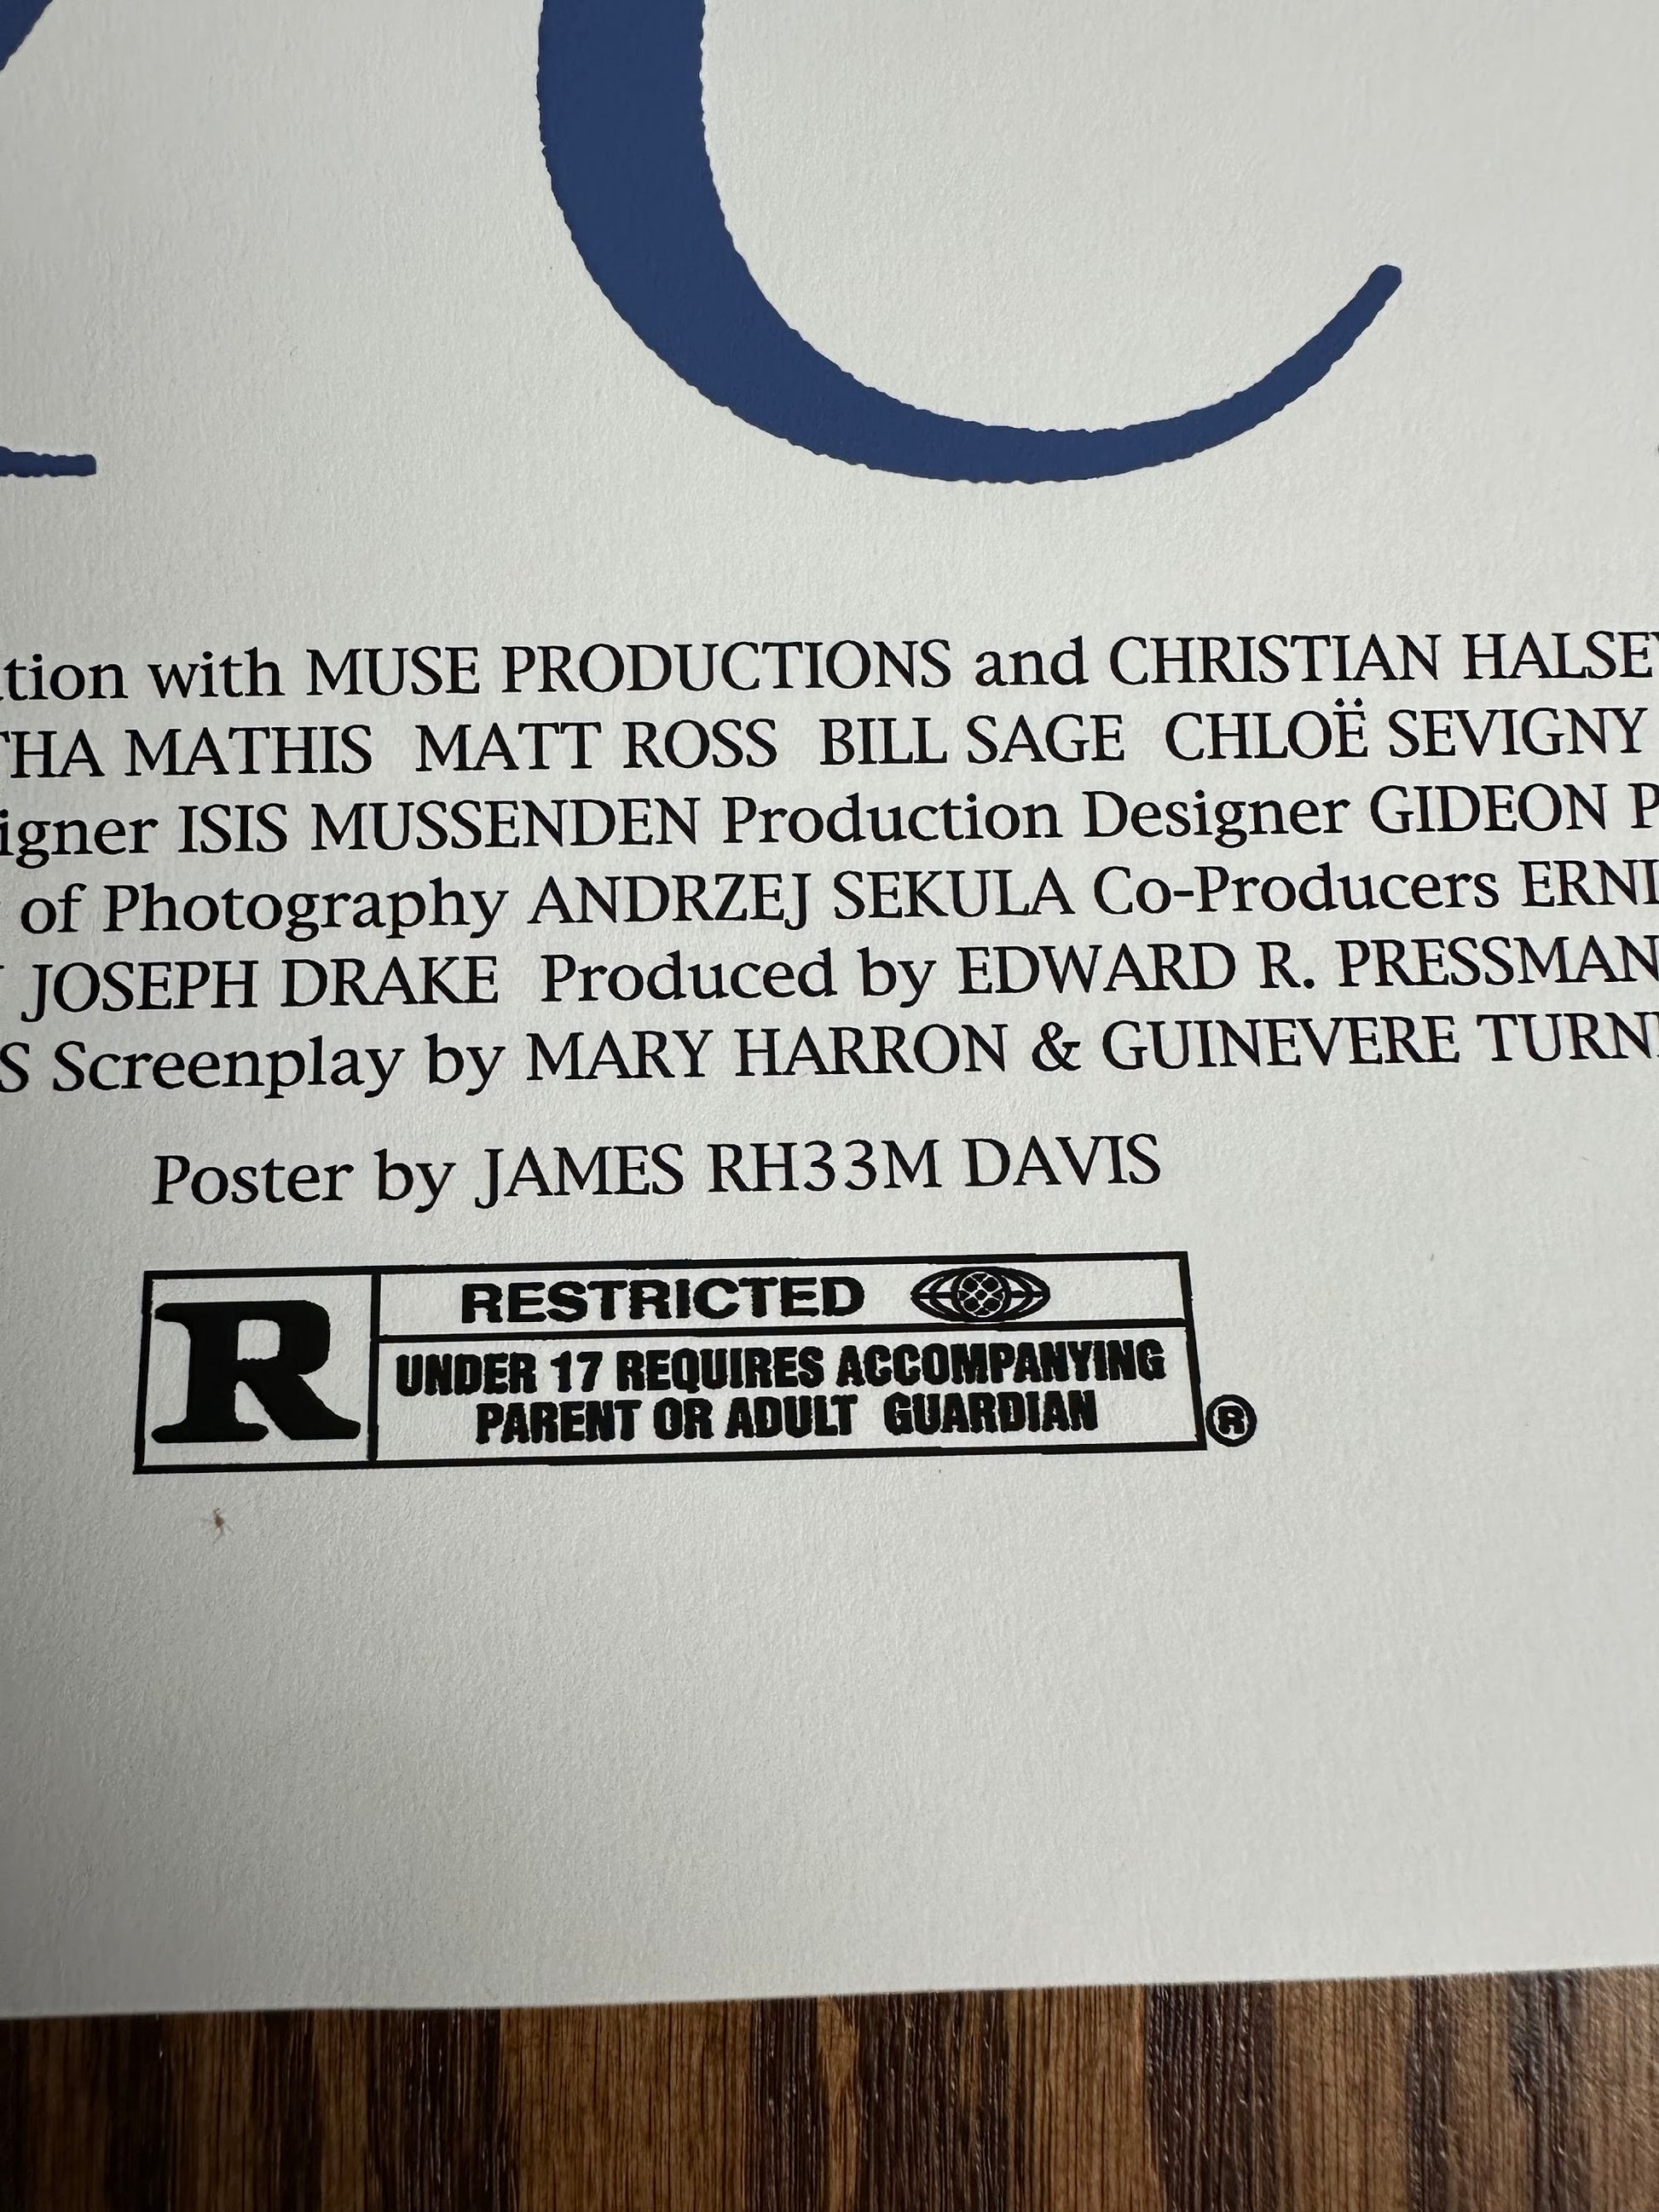 C
tion with MUSE PRODUCTIONS and CHRISTIAN HALSEY
THA MATHIS MATT ROSS BILL SAGE CHLOË SEVIGNY
igner ISIS MUSSENDEN Production Designer GIDEON P
of Photography ANDRZEJ SEKULA Co-Producers ERNI
JOSEPH DRAKE Produced by EDWARD R. PRESSMAN
S Screenplay by MARY HARRON & GUINEVERE TURN
Poster by JAMES RH33M DAVIS
R
RESTRICTED
UNDER 17 REQUIRES ACCOMPANYING
PARENT OR ADULT GUARDIAN
®